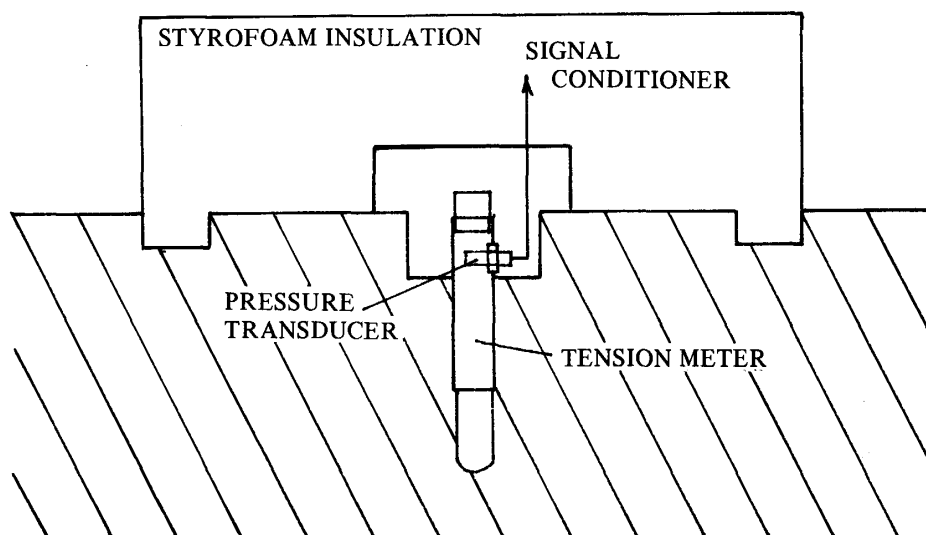 STYROFOAM INSULATION
SIGNAL
CONDITIONER
PRESSURE
TRANSDUCER
TENSION METER